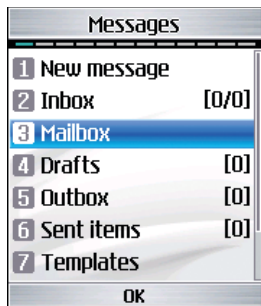 Messages
1 New message
2 Inbox [0/0]
3 Mailbox
4 Drafts [0]
5 Outbox [0]
6 Sent items [0]
7 Templates
OK